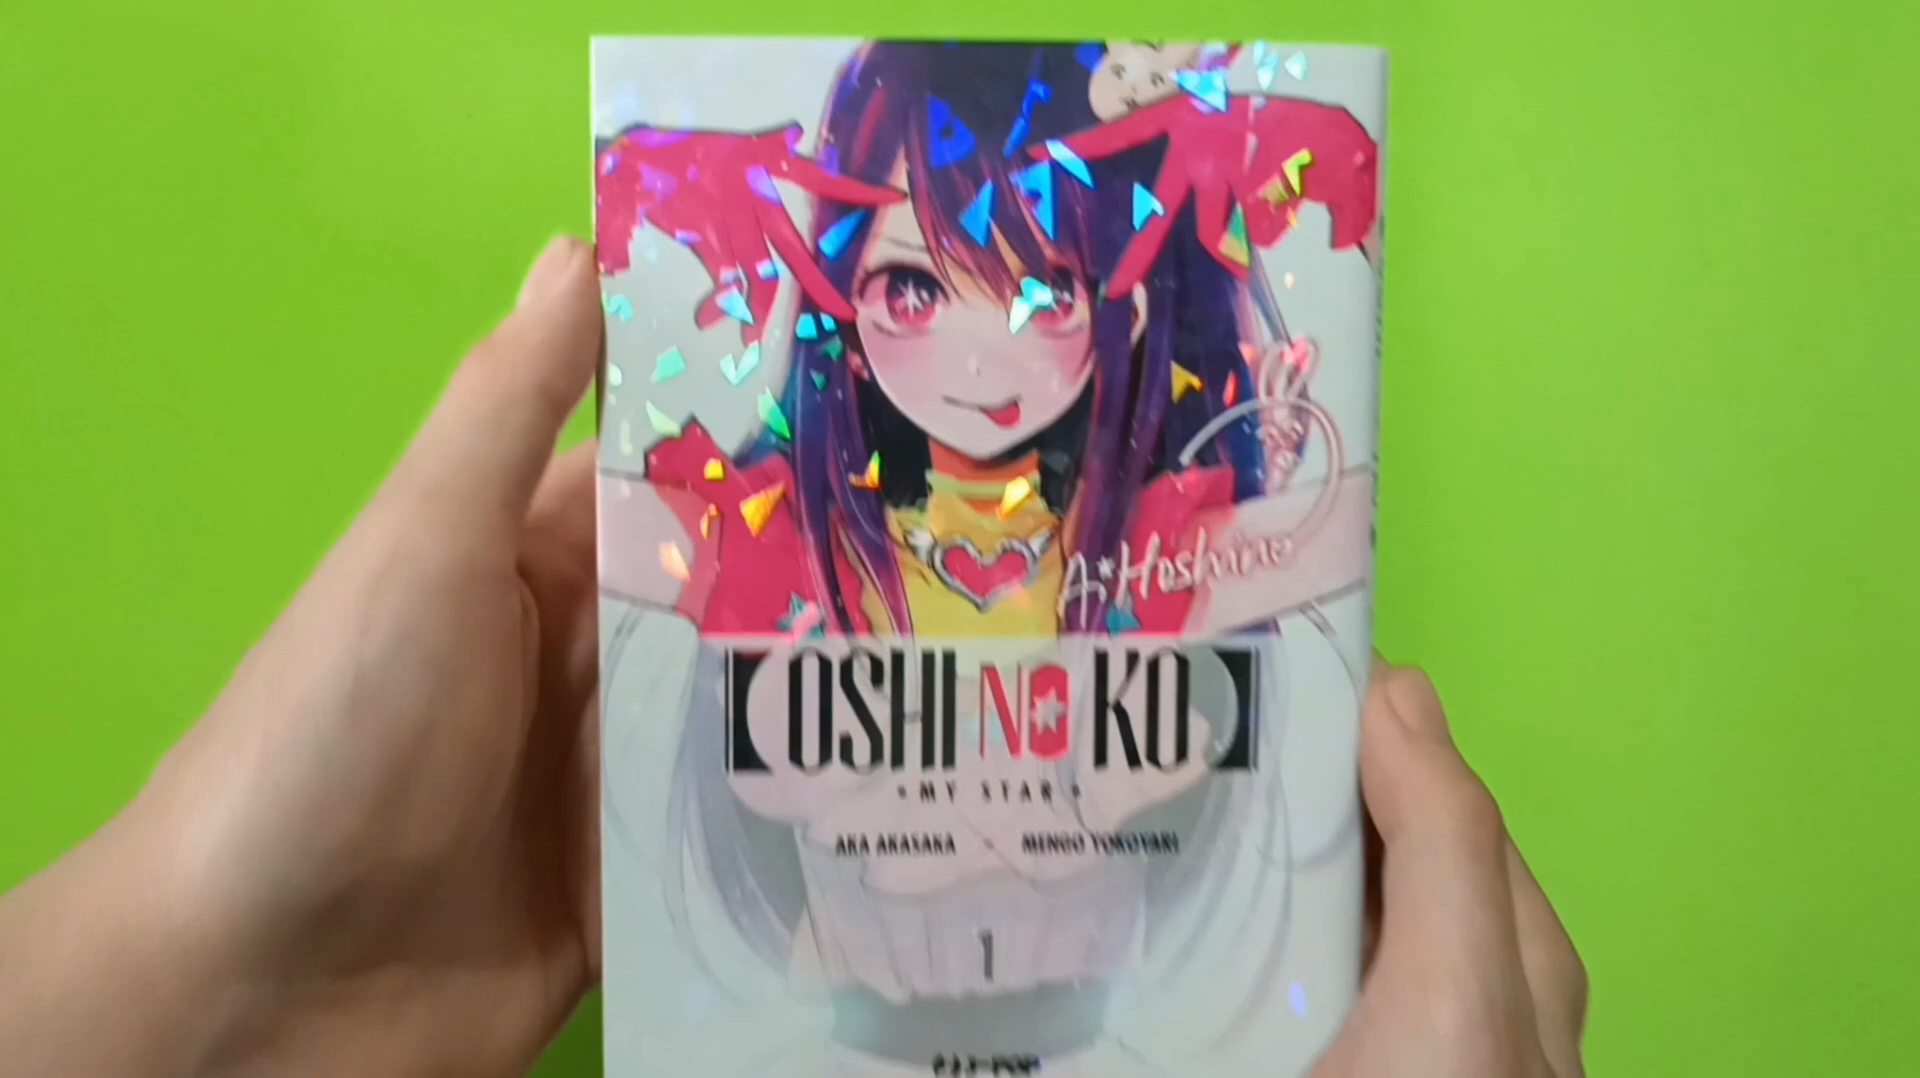 Ai★Hoshino
【OSHI NO KO】
• MY STAR •
AKA AKASAKA • MENGO YOKOYARI
1
J-POP